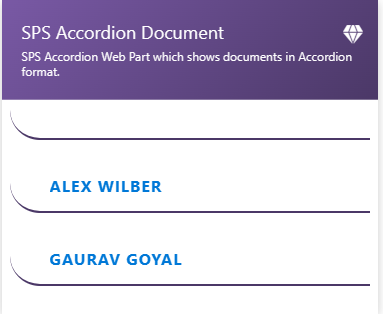 SPS Accordion Document
SPS Accordion Web Part which shows documents in Accordion
format.
ALEX WILBER
GAURAV GOYAL